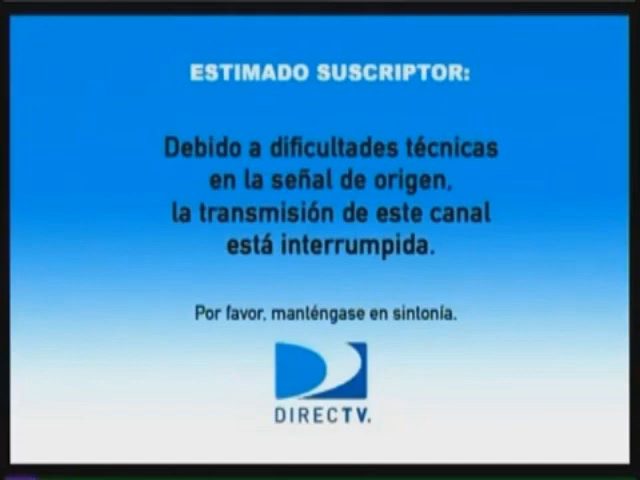 ESTIMADO SUSCRIPTOR:
Debido a dificultades técnicas
en la señal de origen,
la transmisión de este canal
está interrumpida.
Por favor, manténgase en sintonía.
DIRECTV.